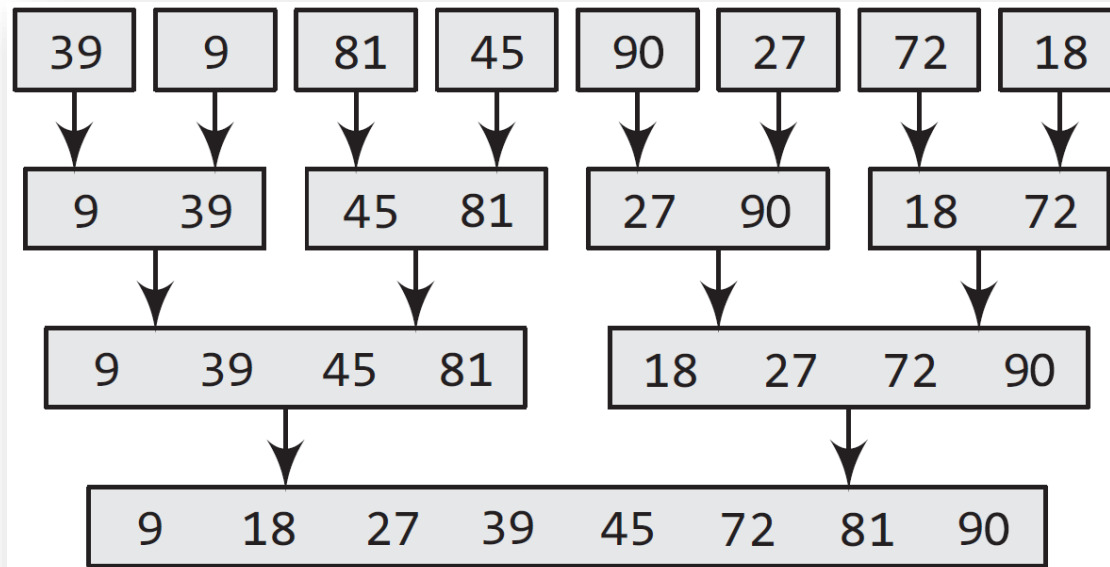 39 9 81 45 90 27 72 18
9 39 45 81 27 90 18 72
9 39 45 81 18 27 72 90
9 18 27 39 45 72 81 90